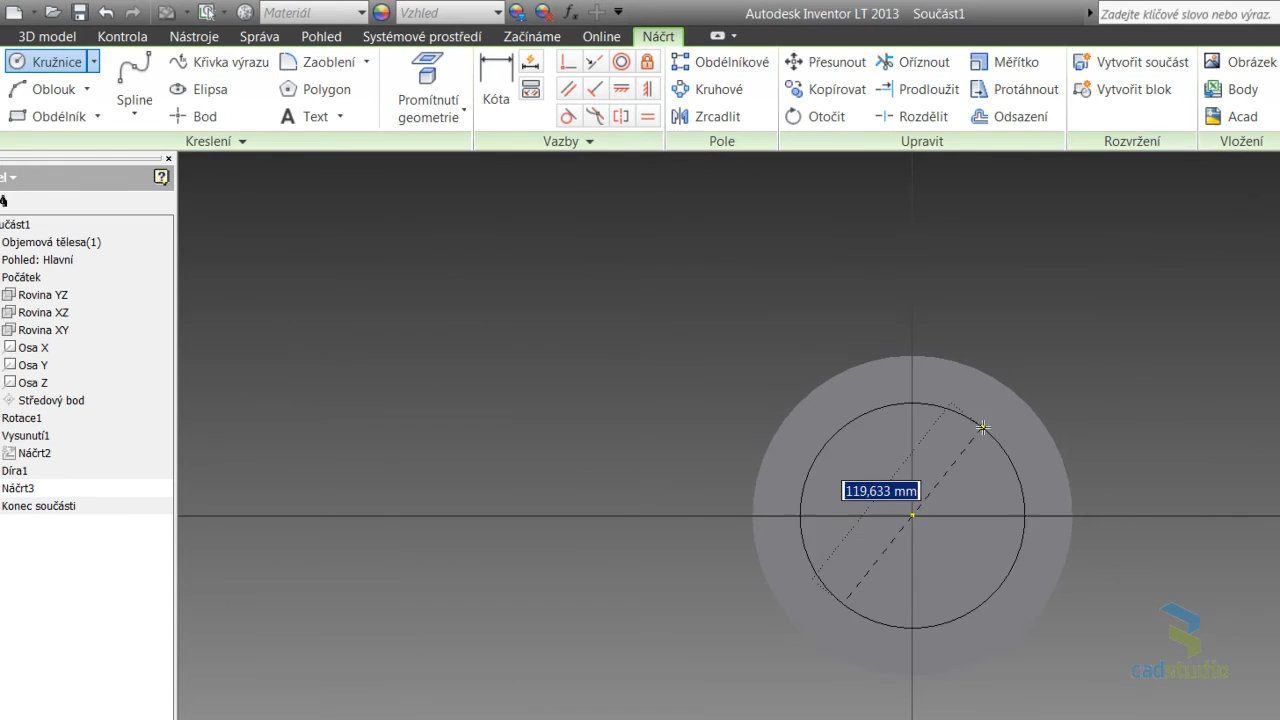 Materiál
Vzhled
Autodesk Inventor LT 2013 Součást1
Zadejte klíčové slovo nebo výraz.
3D model Kontrola Nástroje Správa Pohled Systémové prostředí Začínáme Online Náčrt
Kružnice
Oblouk
Obdélník
Spline
Křivka výrazu
Elipsa
Bod
Zaoblení
Polygon
Text
Promítnutí
geometrie
Kreslení
Kóta
Vazby
Obdélníkové
Kruhové
Zrcadlit
Pole
Přesunout
Kopírovat
Otočit
Oříznout
Prodloužit
Rozdělit
Měřítko
Protáhnout
Odsazení
Upravit
Vytvořit součást
Vytvořit blok
Rozvržení
Obrázek
Body
Acad
Vložení
el
učást1
Objemová tělesa(1)
Pohled: Hlavní
Počátek
Rovina YZ
Rovina XZ
Rovina XY
Osa X
Osa Y
Osa Z
Středový bod
Rotace1
Vysunutí1
Náčrt2
Díra1
Náčrt3
Konec součásti
119,633 mm
cadstudio